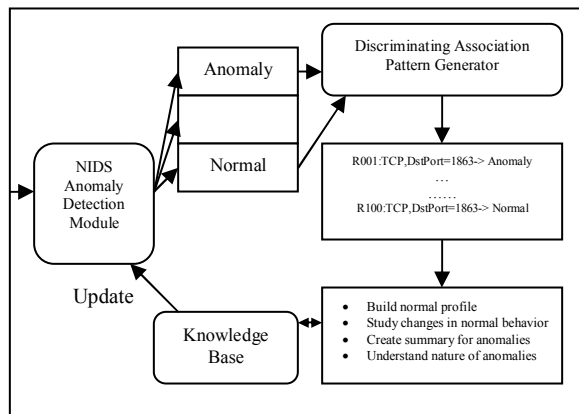 Anomaly
Normal
Discriminating Association
Pattern Generator
NIDS
Anomaly
Detection
Module
R001:TCP,DstPort=1863-> Anomaly
…
……
R100:TCP,DstPort=1863-> Normal
Update
Knowledge
Base
• Build normal profile
• Study changes in normal behavior
• Create summary for anomalies
• Understand nature of anomalies